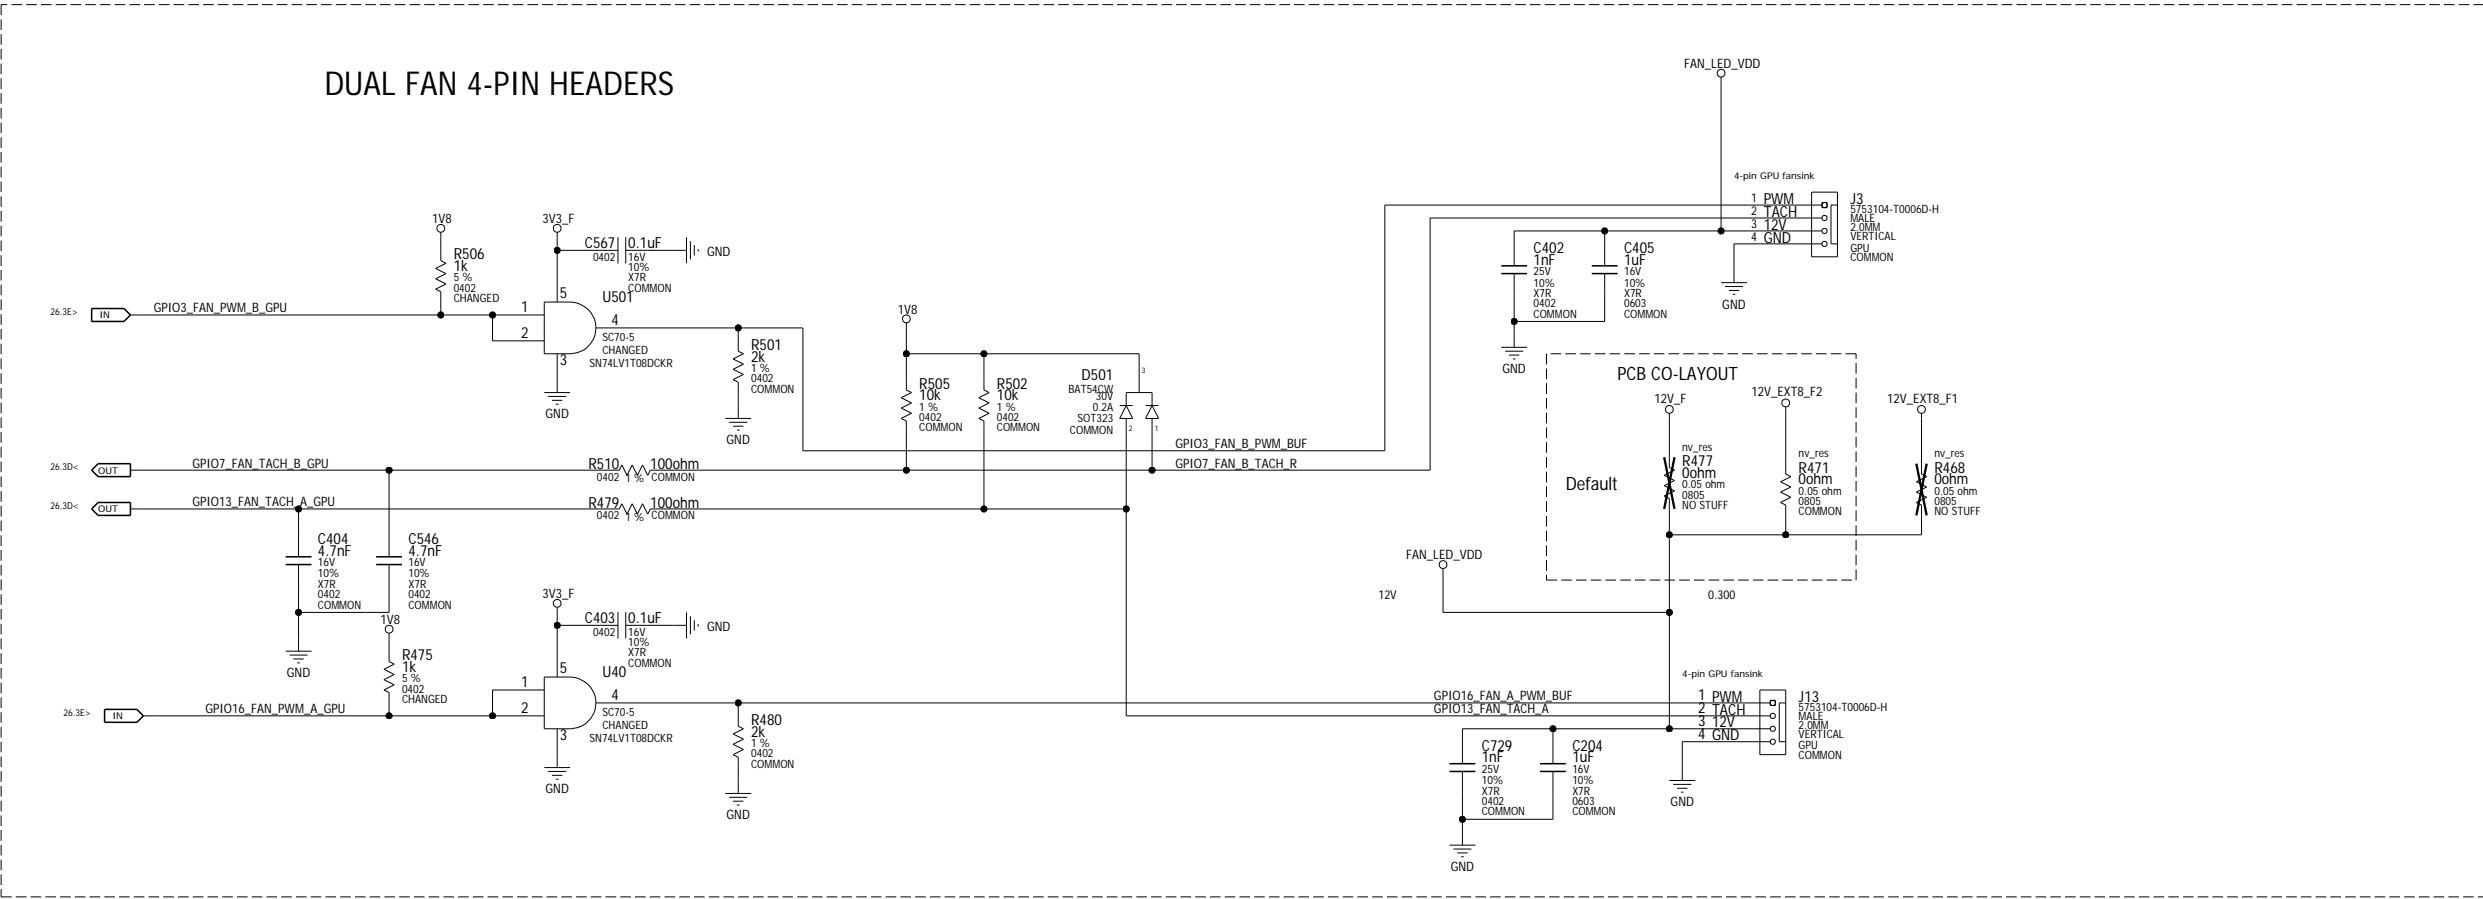 DUAL FAN 4-PIN HEADERS
FAN_LED_VDD
4-pin GPU fansink
1 PWM
2 TACH
3 12V
4 GND
J3
5753104-T0006D-H
MALE
2.0MM
VERTICAL
GPU
COMMON
GND
C402
1nF
25V
10%
X7R
0402
COMMON
C405
1uF
16V
10%
X7R
0603
COMMON
GND
1V8
R506
1k
5 %
0402
CHANGED
3V3_F
C567
0402
0.1uF
16V
10%
X7R
COMMON
GND
26.3E>
IN
GPIO3_FAN_PWM_B_GPU
1
2
5
3
4
U501
SC70-5
CHANGED
SN74LV1T08DCKR
GND
R501
2k
1 %
0402
COMMON
GND
1V8
R505
10k
1 %
0402
COMMON
R502
10k
1 %
0402
COMMON
D501
BAT54CW
30V
0.2A
SOT323
COMMON
3
2
1
GPIO3_FAN_B_PWM_BUF
GPIO7_FAN_B_TACH_R
26.3D<
OUT
GPIO7_FAN_TACH_B_GPU
R510
0402
100ohm
1 %
COMMON
26.3D<
OUT
GPIO13_FAN_TACH_A_GPU
R479
0402
100ohm
1 %
COMMON
C404
4.7nF
16V
10%
X7R
0402
COMMON
GND
C546
4.7nF
16V
10%
X7R
0402
COMMON
PCB CO-LAYOUT
Default
12V_F
nv_res
R477
0ohm
0.05 ohm
0805
NO STUFF
12V_EXT8_F2
nv_res
R471
0ohm
0.05 ohm
0805
COMMON
12V_EXT8_F1
nv_res
R468
0ohm
0.05 ohm
0805
NO STUFF
FAN_LED_VDD
12V
0.300
1V8
R475
1k
5 %
0402
CHANGED
3V3_F
C403
0402
0.1uF
16V
10%
X7R
COMMON
GND
26.3E>
IN
GPIO16_FAN_PWM_A_GPU
1
2
5
3
4
U40
SC70-5
CHANGED
SN74LV1T08DCKR
GND
R480
2k
1 %
0402
COMMON
GND
GPIO16_FAN_A_PWM_BUF
GPIO13_FAN_TACH_A
4-pin GPU fansink
1 PWM
2 TACH
3 12V
4 GND
J13
5753104-T0006D-H
MALE
2.0MM
VERTICAL
GPU
COMMON
GND
C729
1nF
25V
10%
X7R
0402
COMMON
C204
1uF
16V
10%
X7R
0603
COMMON
GND